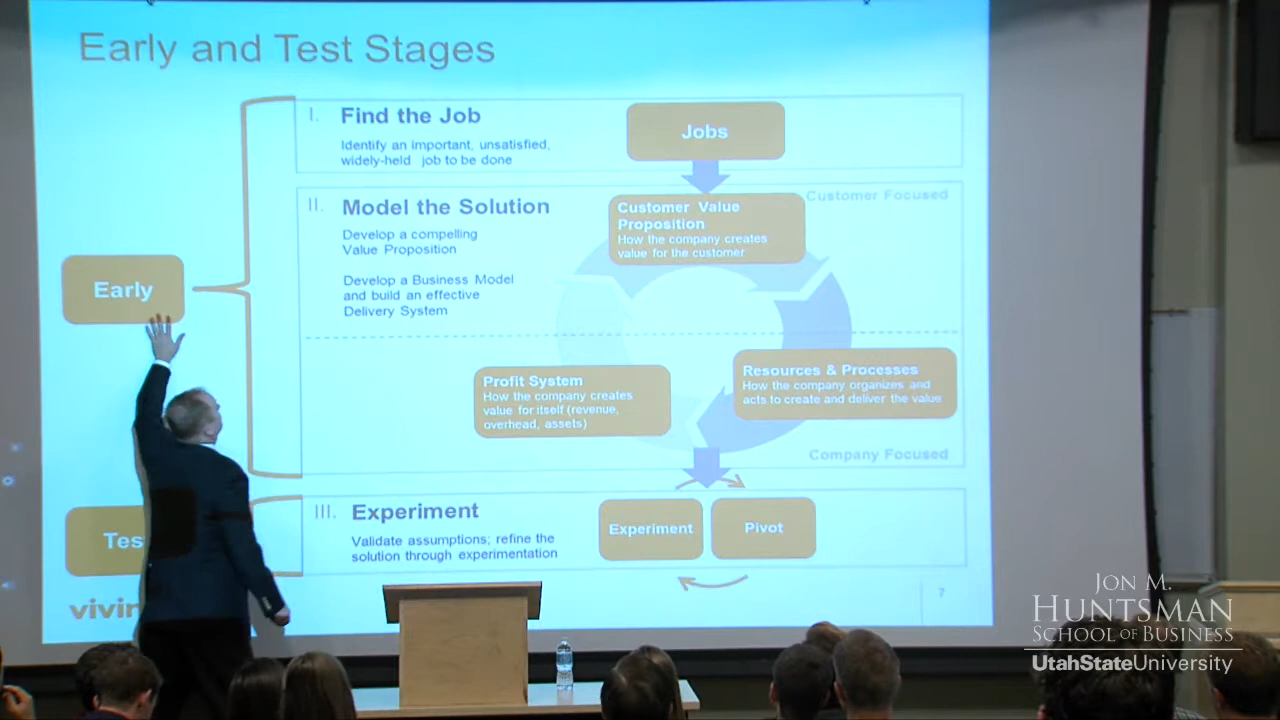 Early and Test Stages
I. Find the Job
Identify an important, unsatisfied,
widely-held job to be done
Jobs
II. Model the Solution
Develop a compelling
Value Proposition
Develop a Business Model
and build an effective
Delivery System
Customer Focused
Customer Value
Proposition
How the company creates
value for the customer
Early
Profit System
How the company creates
value for itself (revenue,
overhead, assets)
Resources & Processes
How the company organizes and
acts to create and deliver the value
Company Focused
III. Experiment
Validate assumptions; refine the
solution through experimentation
Experiment
Pivot
7
JON M.
HUNTSMAN
SCHOOL OF BUSINESS
UtahStateUniversity